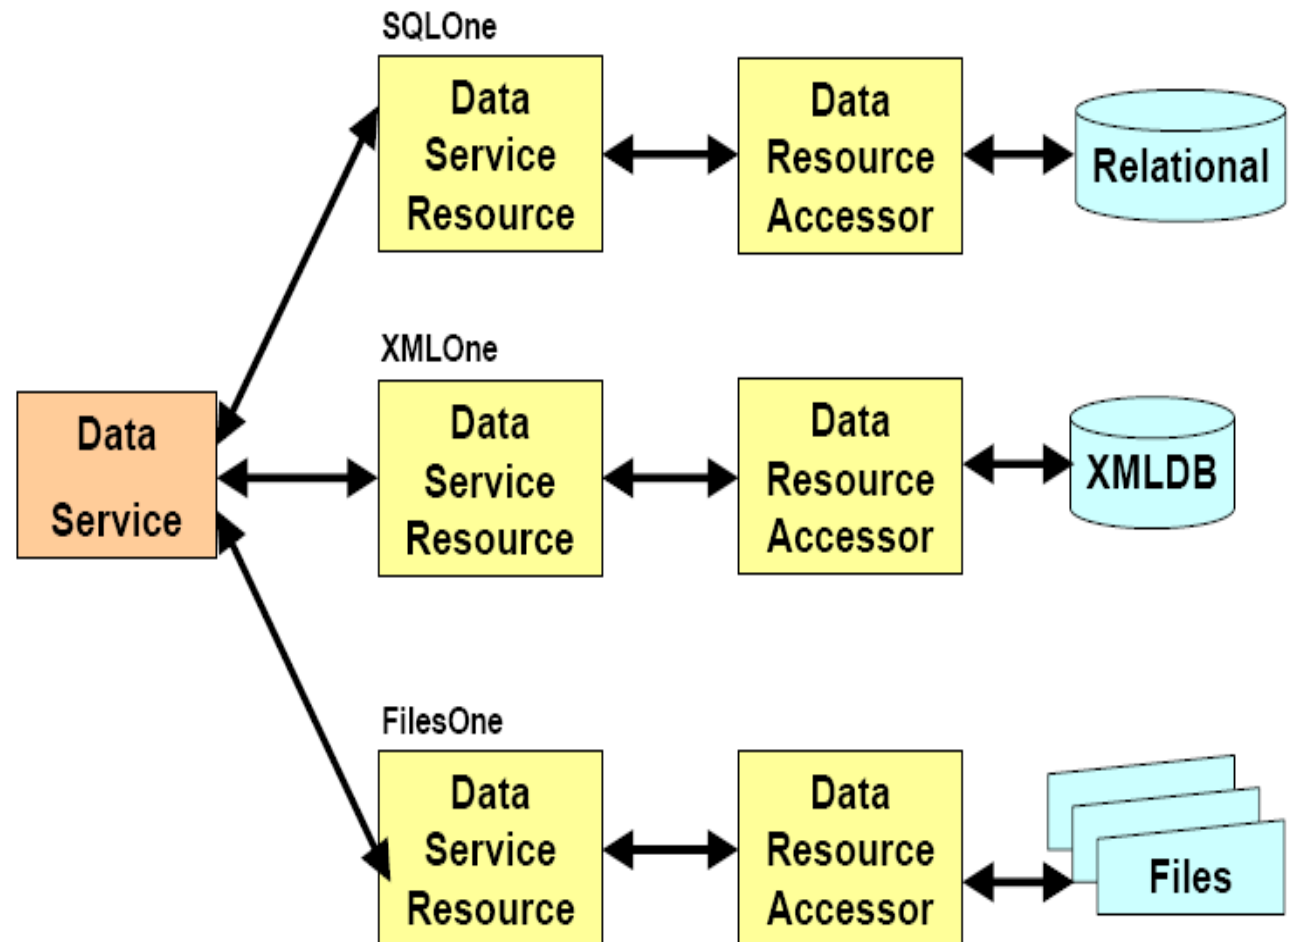 SQLOne
Data
Service
Resource
Data
Resource
Accessor
Relational
XMLOne
Data
Service
Resource
Data
Resource
Accessor
XMLDB
Data
Service
FilesOne
Data
Service
Resource
Data
Resource
Accessor
Files